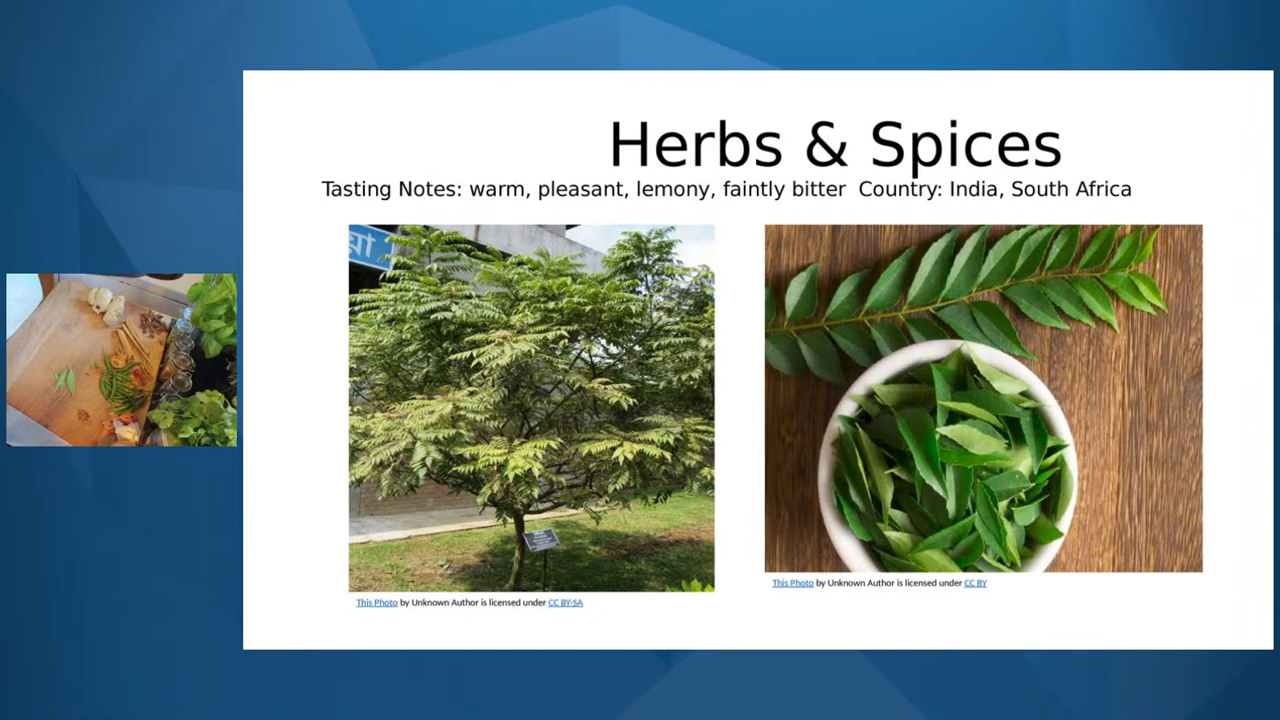 Herbs & Spices
Tasting Notes: warm, pleasant, lemony, faintly bitter  Country: India, South Africa
This Photo by Unknown Author is licensed under CC BY
This Photo by Unknown Author is licensed under CC BY-SA